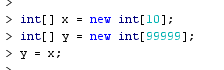 >
> int[] x = new int[10];
> int[] y = new int[99999];
> y = x;
>